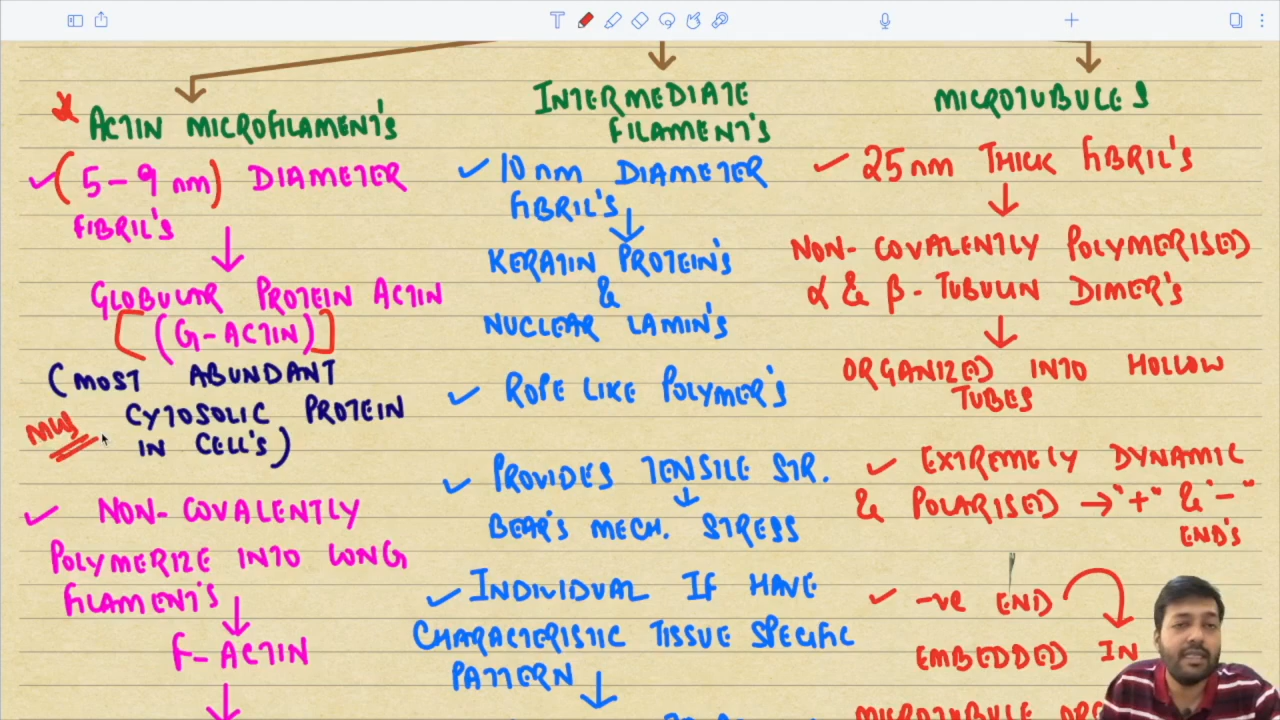 ACTIN MICROFILAMENT'S
(5-9 nm) DIAMETER
FIBRIL'S
GLOBULAR PROTEIN ACTIN
[(G-ACTIN)]
(MOST ABUNDANT
CYTOSOLIC PROTEIN
IN CELL'S)
NON-COVALENTLY
POLYMERIZE INTO LONG
FILAMENT'S
F-ACTIN
INTERMEDIATE
FILAMENT'S
10 nm DIAMETER
FIBRIL'S
KERATIN PROTEIN'S
&
NUCLEAR LAMIN'S
ROPE LIKE POLYMER'S
PROVIDES TENSILE STR.
BEAR'S MECH. STRESS
INDIVIDUAL IF HAVE
CHARACTERISTIC TISSUE SPECIFIC
PATTERN
MICROTUBULES
25 nm THICK FIBRIL'S
NON-COVALENTLY POLYMERISED
α & β-TUBULIN DIMER'S
ORGANIZED INTO HOLLOW
TUBES
EXTREMELY DYNAMIC
& POLARISED → "+" & "-"
END'S
-ve END
EMBEDDED IN
MICROTUBULE